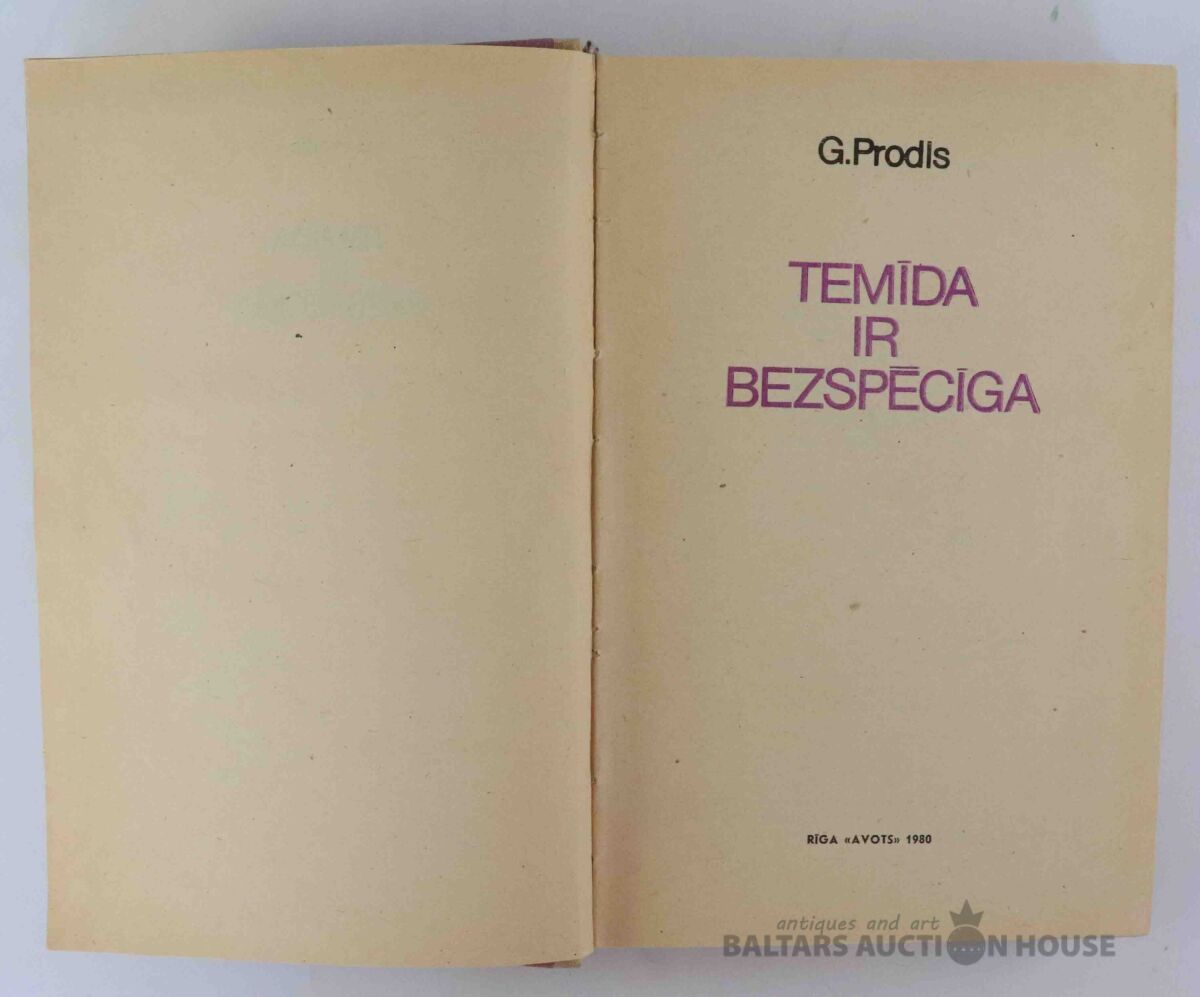 G.Prodis
TEMĪDA
IR
BEZSPĒCĪGA
RĪGA «AVOTS» 1980
antiques and art
BALTARS AUCTION HOUSE